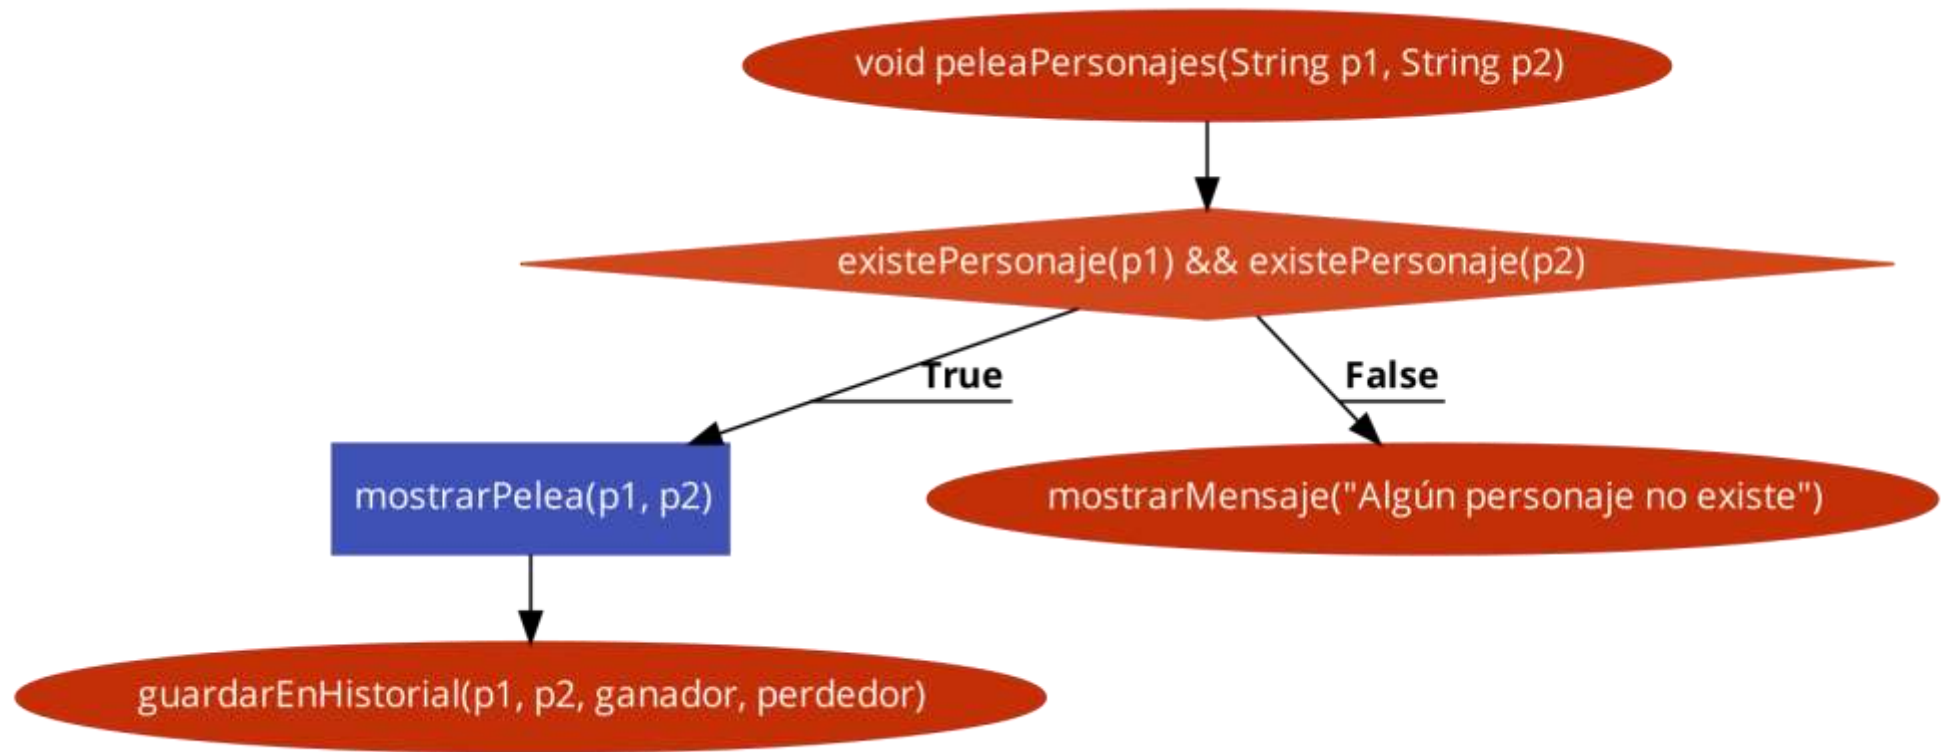 void peleaPersonajes(String p1, String p2)
existePersonaje(p1) && existePersonaje(p2)
True
False
mostrarPelea(p1, p2)
mostrarMensaje("Algún personaje no existe")
guardarEnHistorial(p1, p2, ganador, perdedor)